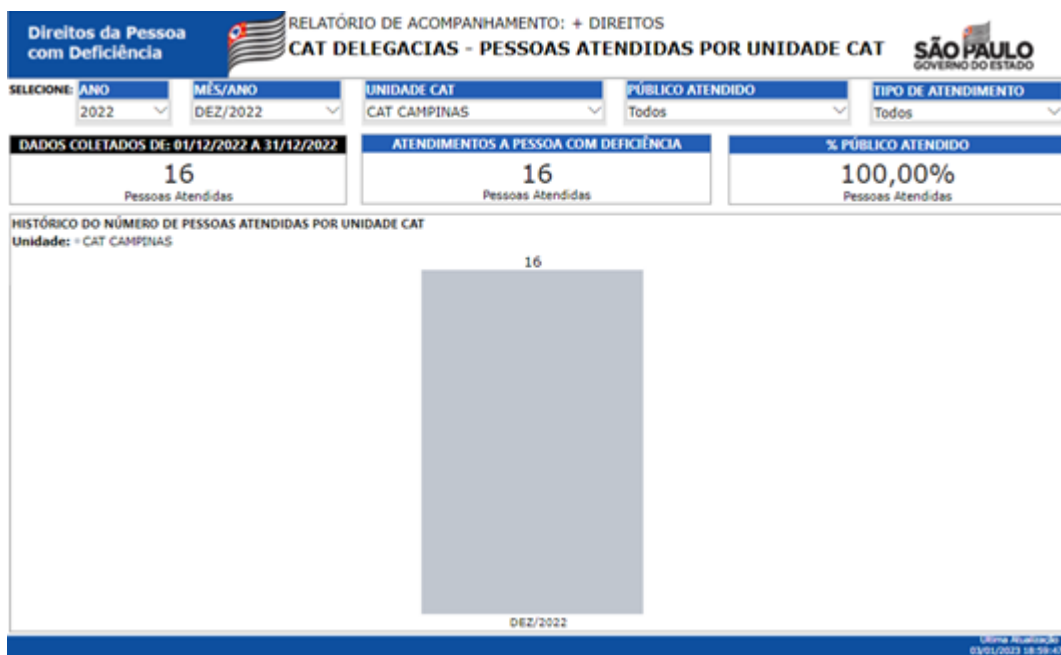 Direitos da Pessoa
com Deficiência
RELATÓRIO DE ACOMPANHAMENTO: + DIREITOS
CAT DELEGACIAS - PESSOAS ATENDIDAS POR UNIDADE CAT
SÃO PAULO
GOVERNO DO ESTADO
SELECIONE: ANO MÊS/ANO UNIDADE CAT PÚBLICO ATENDIDO TIPO DE ATENDIMENTO
2022 DEZ/2022 CAT CAMPINAS Todos Todos
DADOS COLETADOS DE: 01/12/2022 A 31/12/2022 ATENDIMENTOS A PESSOA COM DEFICIÊNCIA % PÚBLICO ATENDIDO
16 16 100,00%
Pessoas Atendidas Pessoas Atendidas Pessoas Atendidas
HISTÓRICO DO NÚMERO DE PESSOAS ATENDIDAS POR UNIDADE CAT
Unidade: CAT CAMPINAS
16
DEZ/2022
Última Atualização
03/01/2023 18:59:4